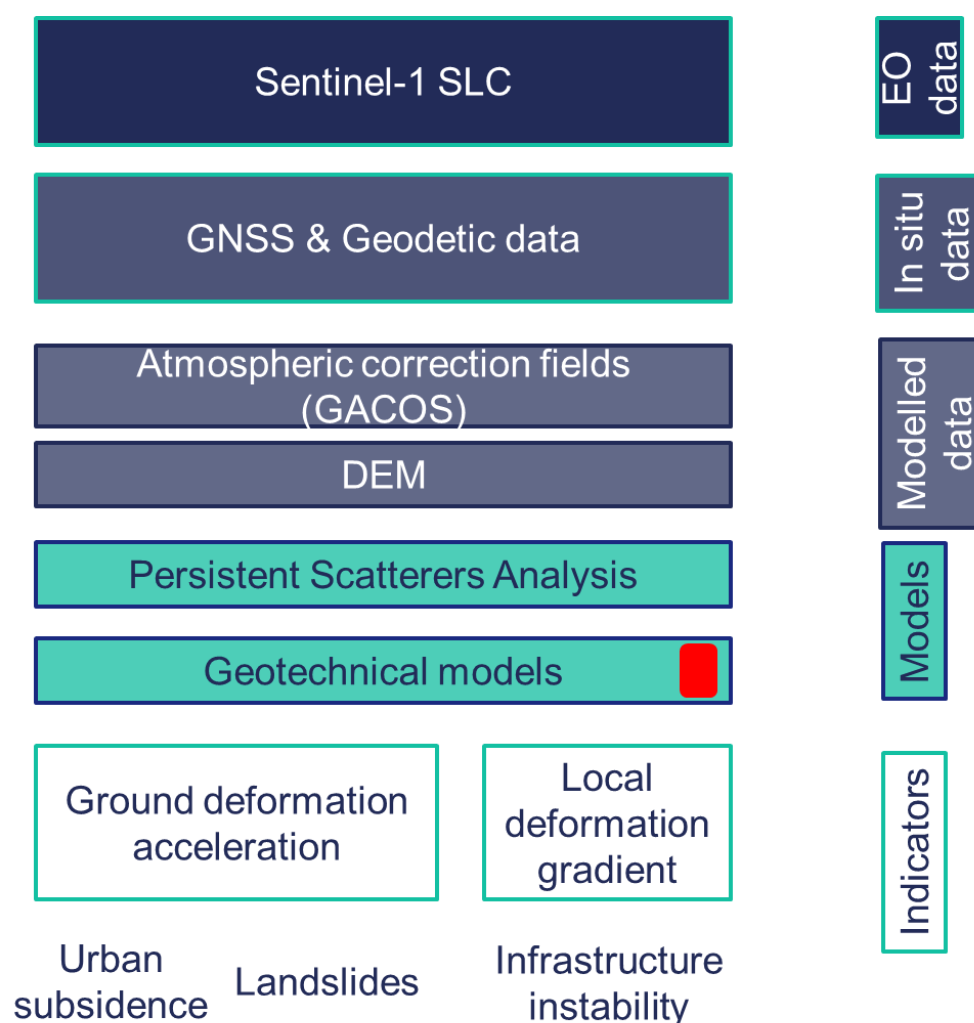 Sentinel-1 SLC
EO
data
GNSS & Geodetic data
In situ
data
Atmospheric correction fields
(GACOS)
DEM
Modelled
data
Persistent Scatterers Analysis
Geotechnical models
Models
Ground deformation
acceleration
Local
deformation
gradient
Indicators
Urban
subsidence
Landslides
Infrastructure
instability